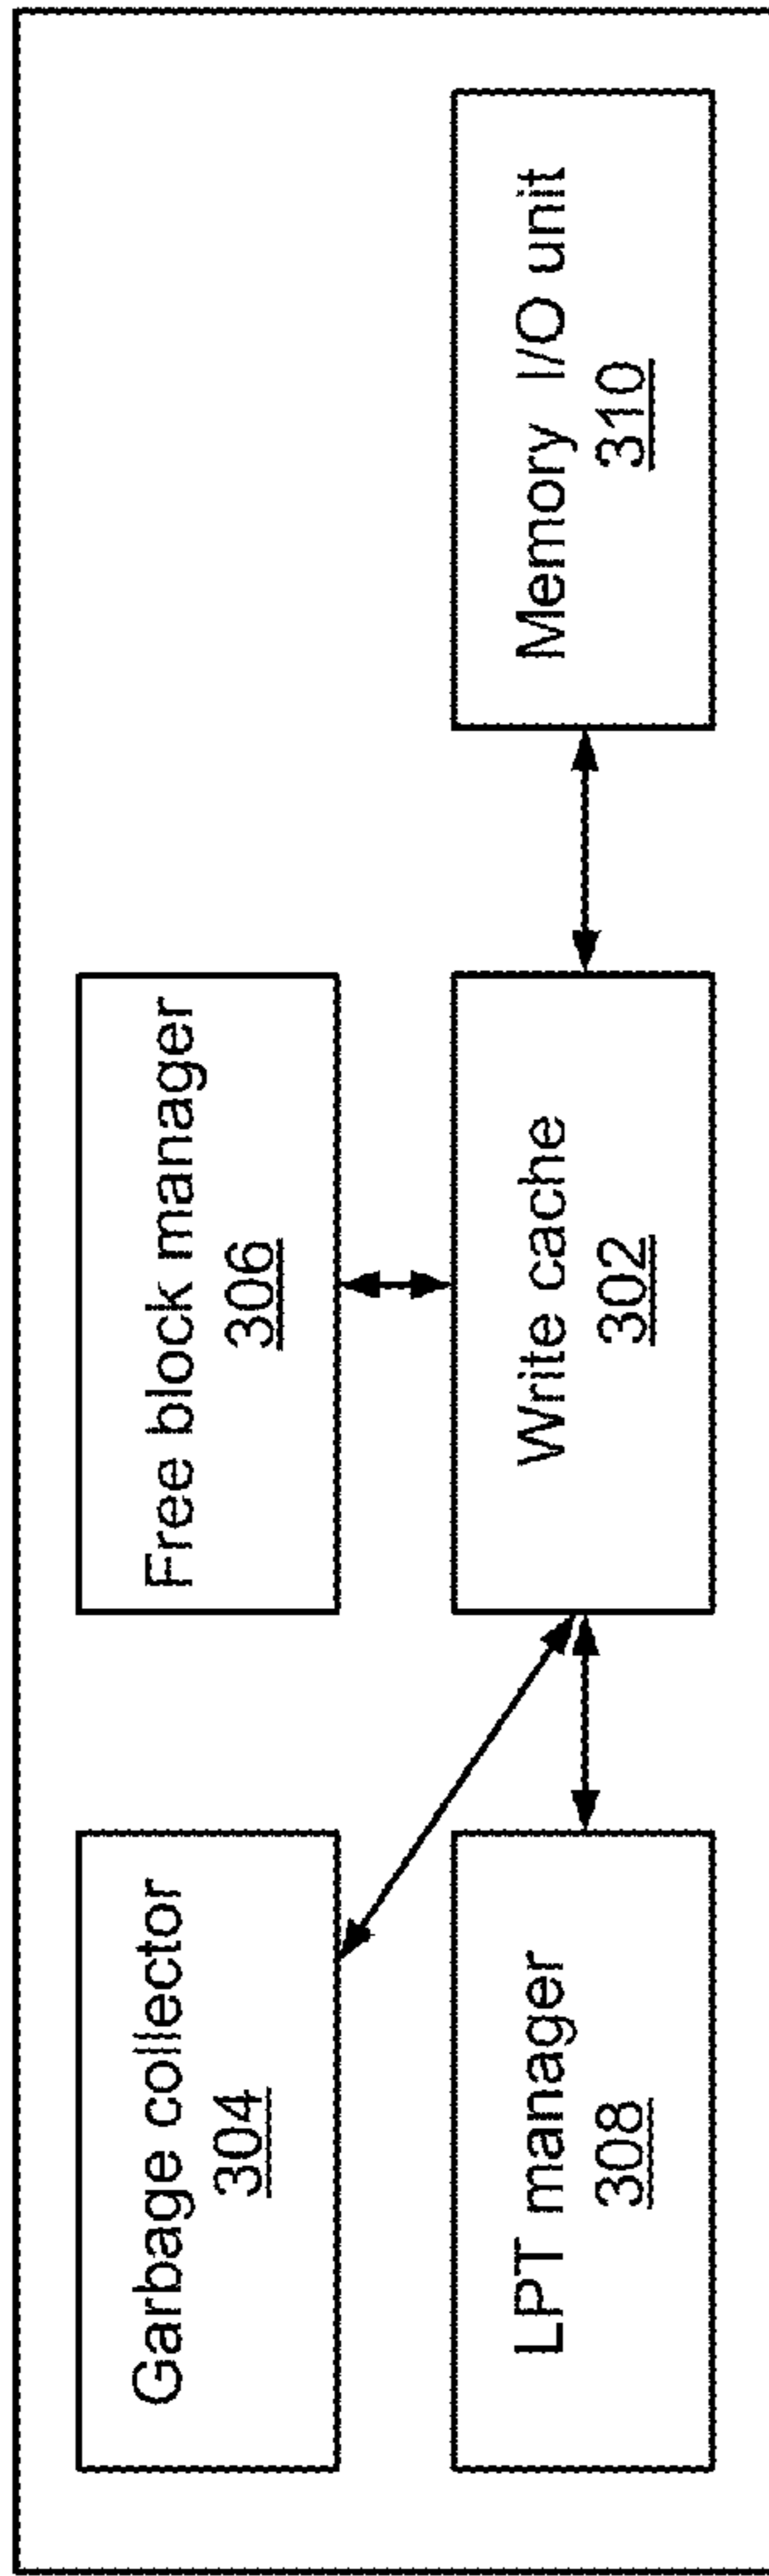 Garbage collector
304
Free block manager
306
LPT manager
308
Write cache
302
Memory I/O unit
310